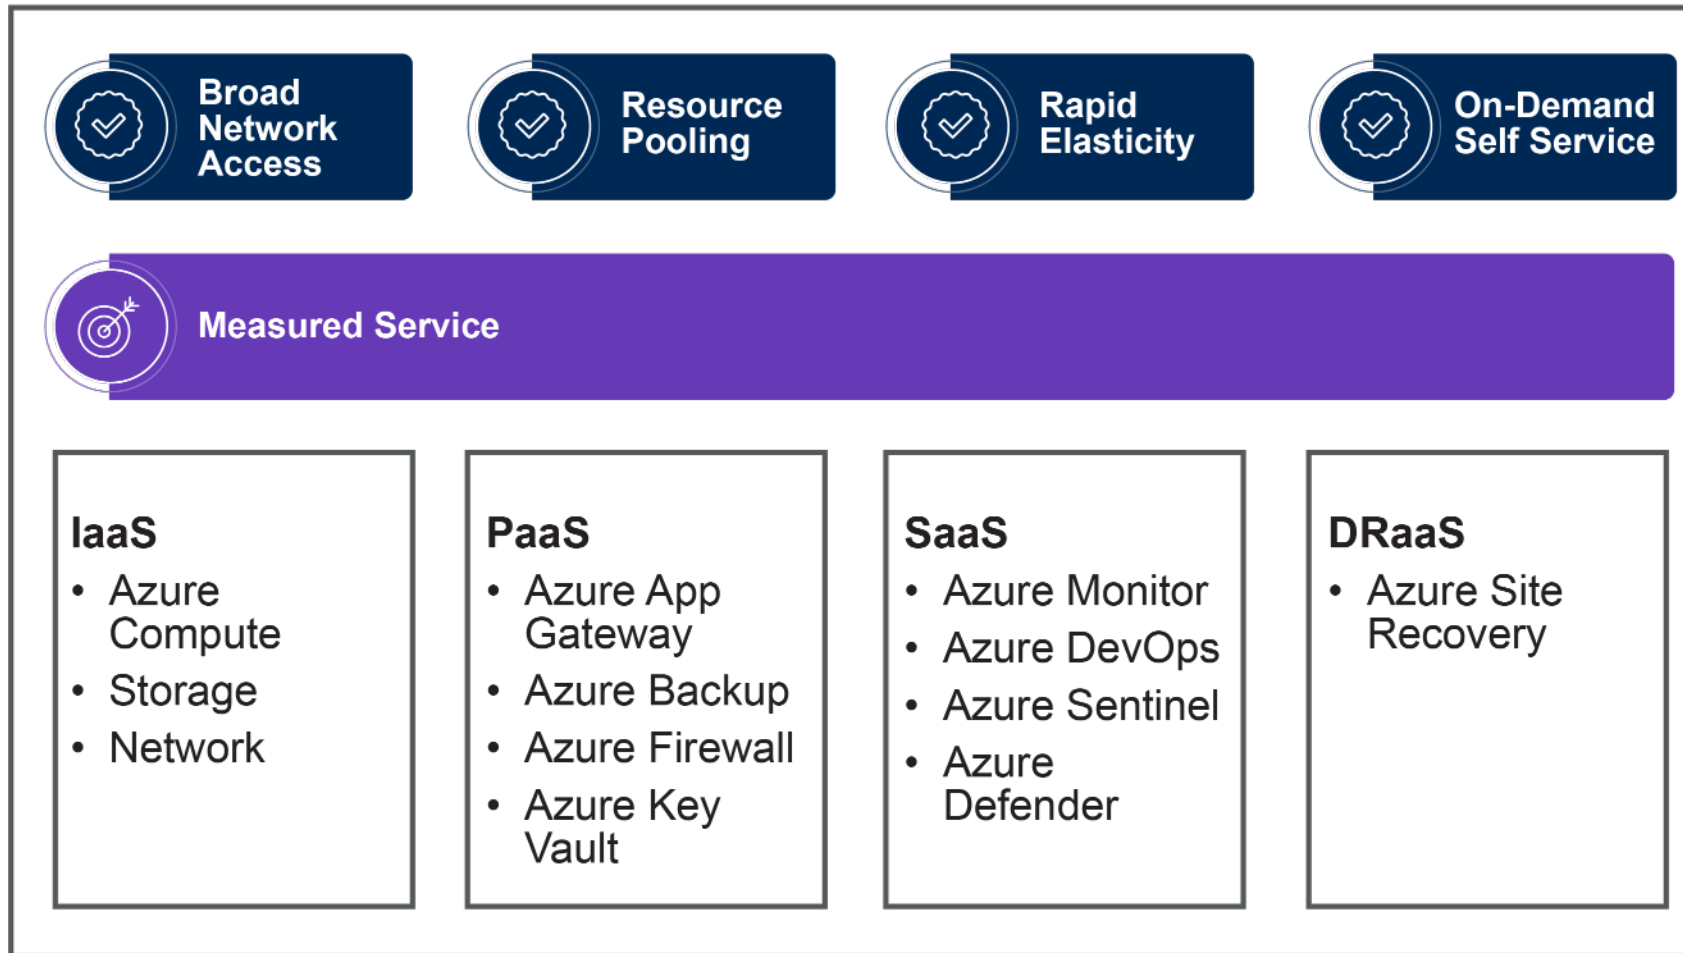 Broad
Network
Access
Resource
Pooling
Rapid
Elasticity
On-Demand
Self Service
Measured Service
IaaS
• Azure
Compute
• Storage
• Network
PaaS
• Azure App
Gateway
• Azure Backup
• Azure Firewall
• Azure Key
Vault
SaaS
• Azure Monitor
• Azure DevOps
• Azure Sentinel
• Azure
Defender
DRaaS
• Azure Site
Recovery